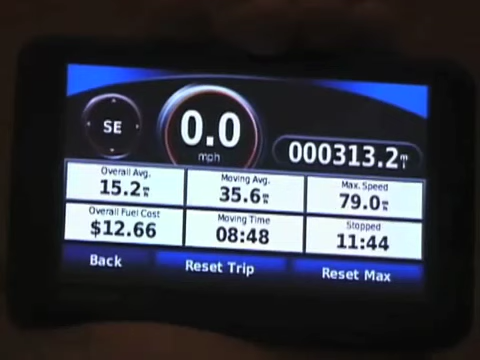 SE
0.0
mph
000313.2
Overall Avg.
15.2
Moving Avg.
35.6
Max. Speed
79.0
Overall Fuel Cost
$12.66
Moving Time
08:48
Stopped
11:44
Back
Reset Trip
Reset Max